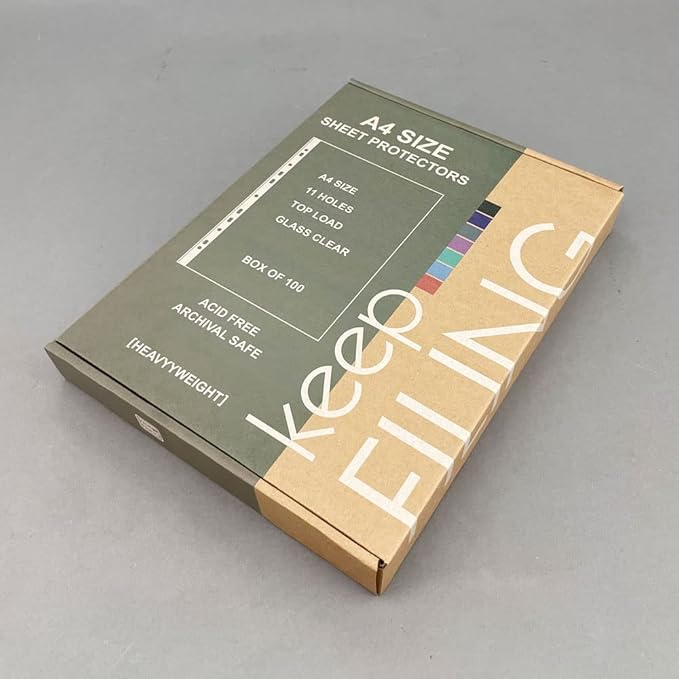 A4 SIZE
SHEET PROTECTORS
A4 SIZE
11 HOLES
TOP LOAD
GLASS CLEAR
BOX OF 100
ACID FREE
ARCHIVAL SAFE
[HEAVYYWEIGHT]
keep
FILING